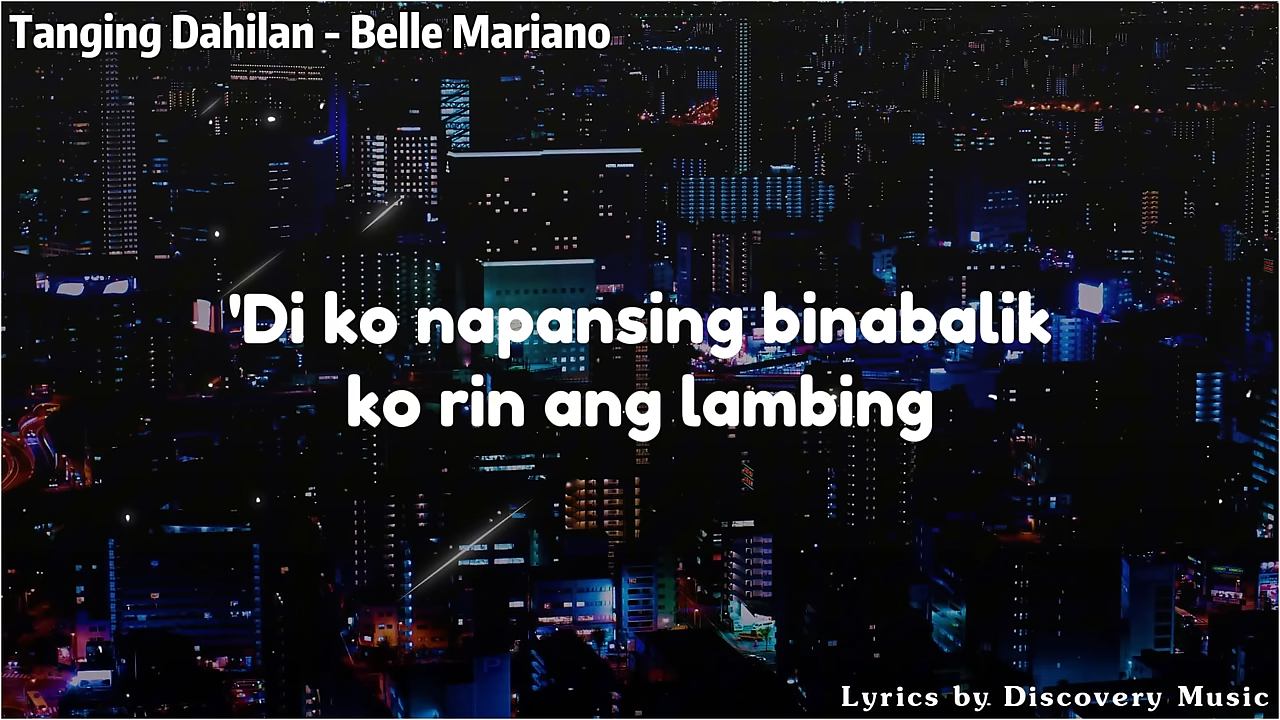 Tanging Dahilan - Belle Mariano
'Di ko napansing binabalik
ko rin ang lambing
Lyrics by Discovery Music